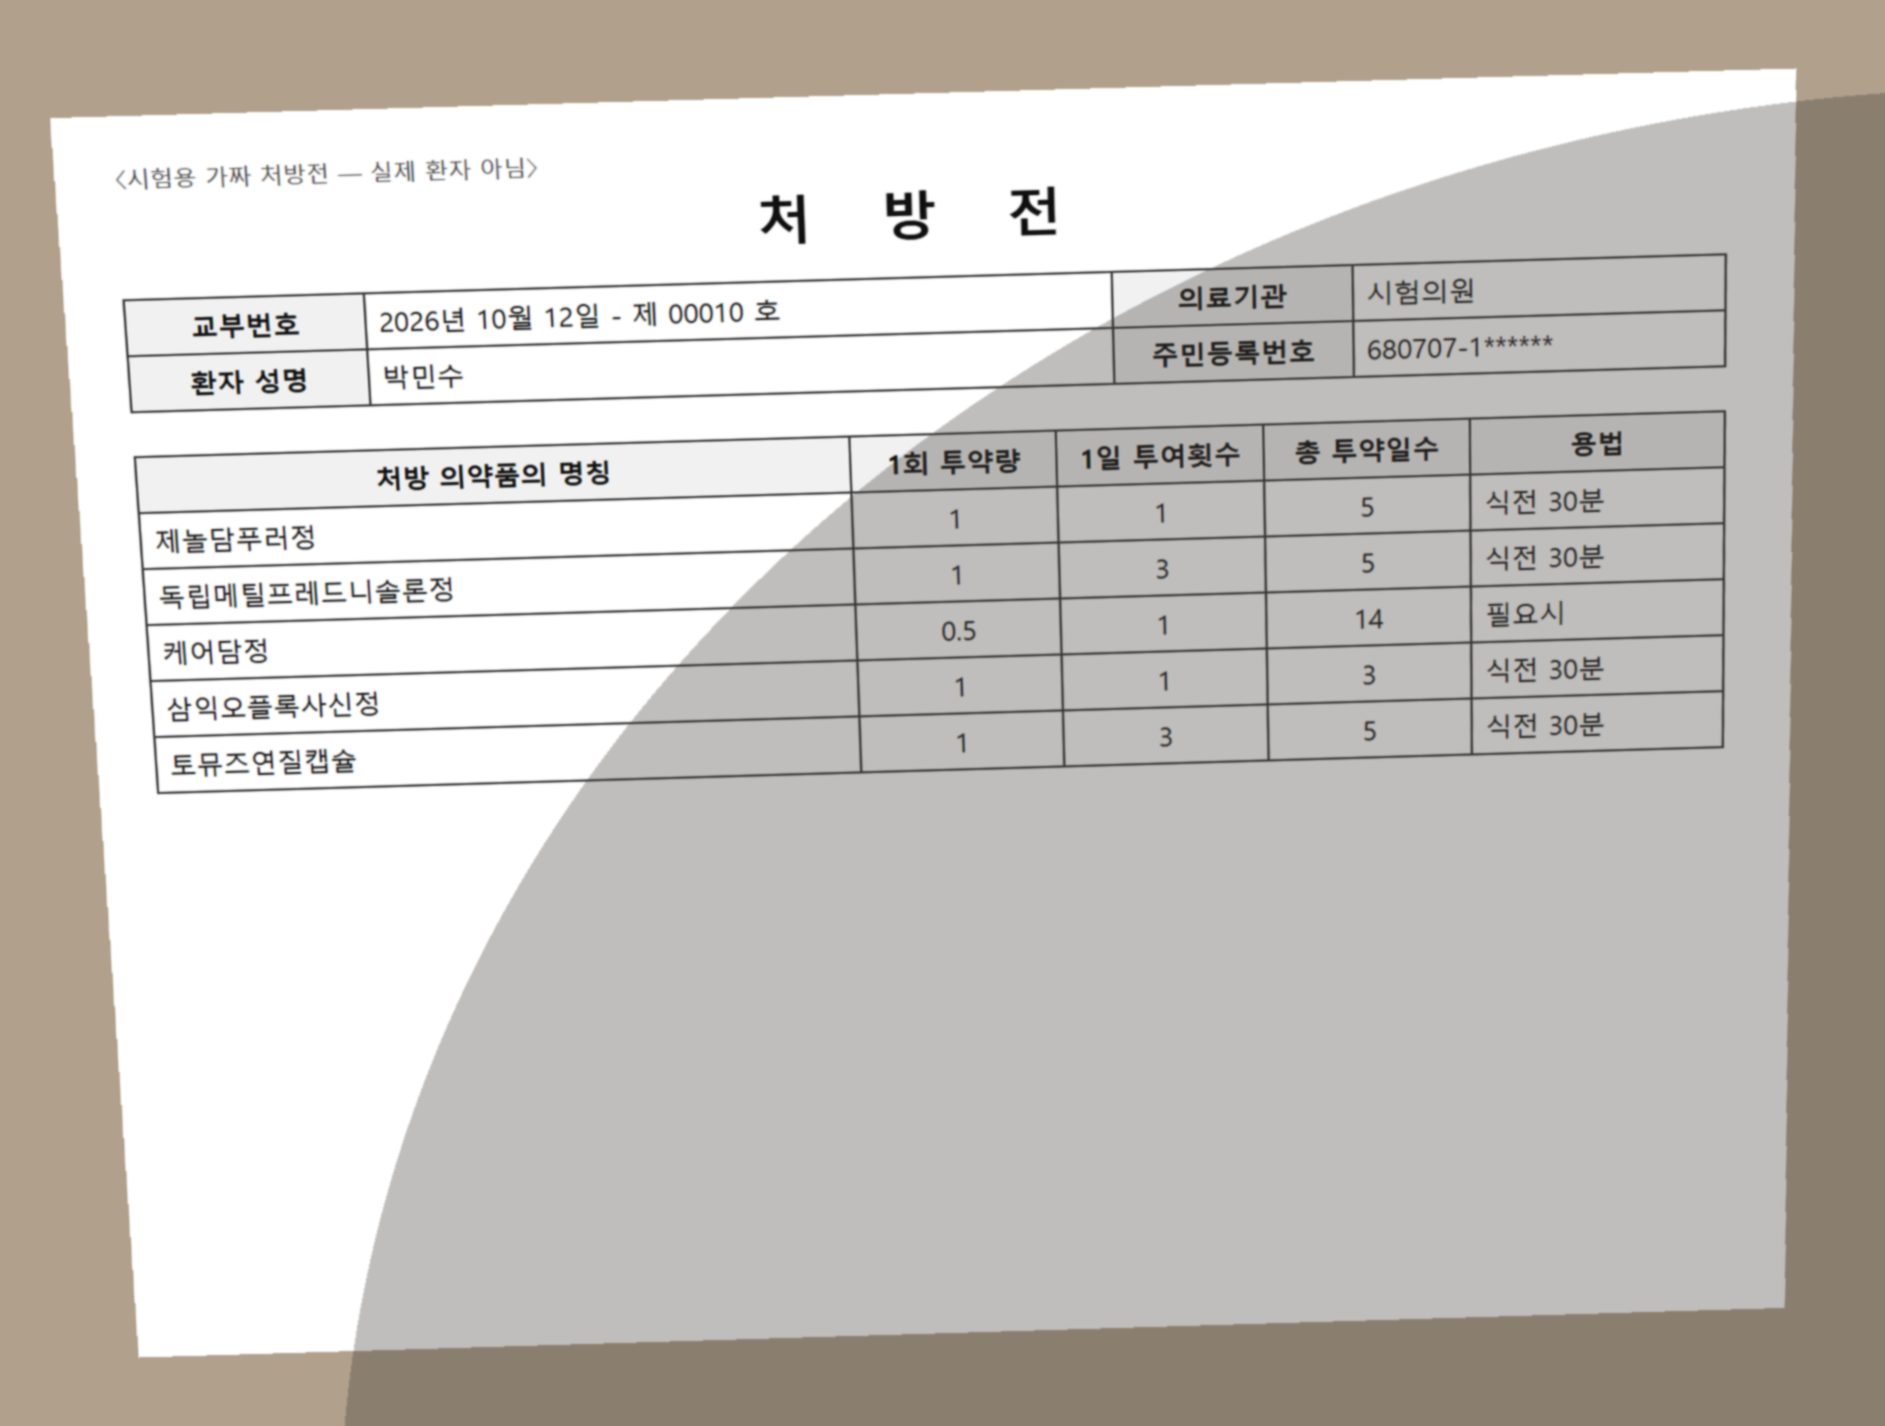 〈시험용 가짜 처방전 — 실제 환자 아님〉
처 방 전
교부번호 2026년 10월 12일 - 제 00010 호 의료기관 시험의원
환자 성명 박민수 주민등록번호 680707-1******
처방 의약품의 명칭 1회 투약량 1일 투여횟수 총 투약일수 용법
제놀담푸러정 1 1 5 식전 30분
독립메틸프레드니솔론정 1 3 5 식전 30분
케어담정 0.5 1 14 필요시
삼익오플록사신정 1 1 3 식전 30분
토뮤즈연질캡슐 1 3 5 식전 30분